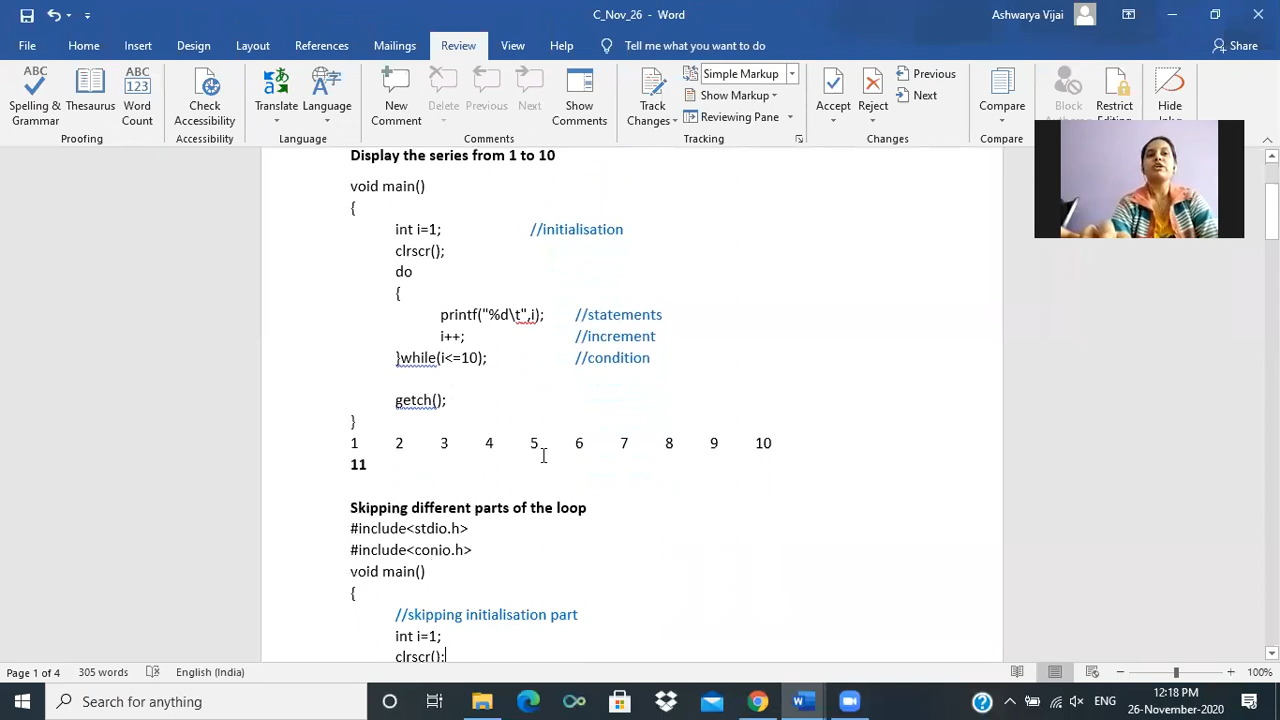 C_Nov_26 - Word
Ashwarya Vijai
File Home Insert Design Layout References Mailings Review View Help Tell me what you want to do Share
Spelling & Grammar
Thesaurus
Word Count
Proofing
Check Accessibility
Accessibility
Translate
Language
Language
New Comment
Delete
Previous
Next
Show Comments
Comments
Track Changes
Simple Markup
Show Markup
Reviewing Pane
Tracking
Accept
Reject
Previous
Next
Changes
Compare
Compare
Block
Restrict Editing
Hide
Display the series from 1 to 10
void main()
{
int i=1; //initialisation
clrscr();
do
{
printf("%d\t",i); //statements
i++; //increment
}while(i<=10); //condition
getch();
}
1 2 3 4 5 6 7 8 9 10
11
Skipping different parts of the loop
#include<stdio.h>
#include<conio.h>
void main()
{
//skipping initialisation part
int i=1;
clrscr();
Page 1 of 4 305 words English (India) 100%
Search for anything
ENG
12:18 PM
26-November-2020